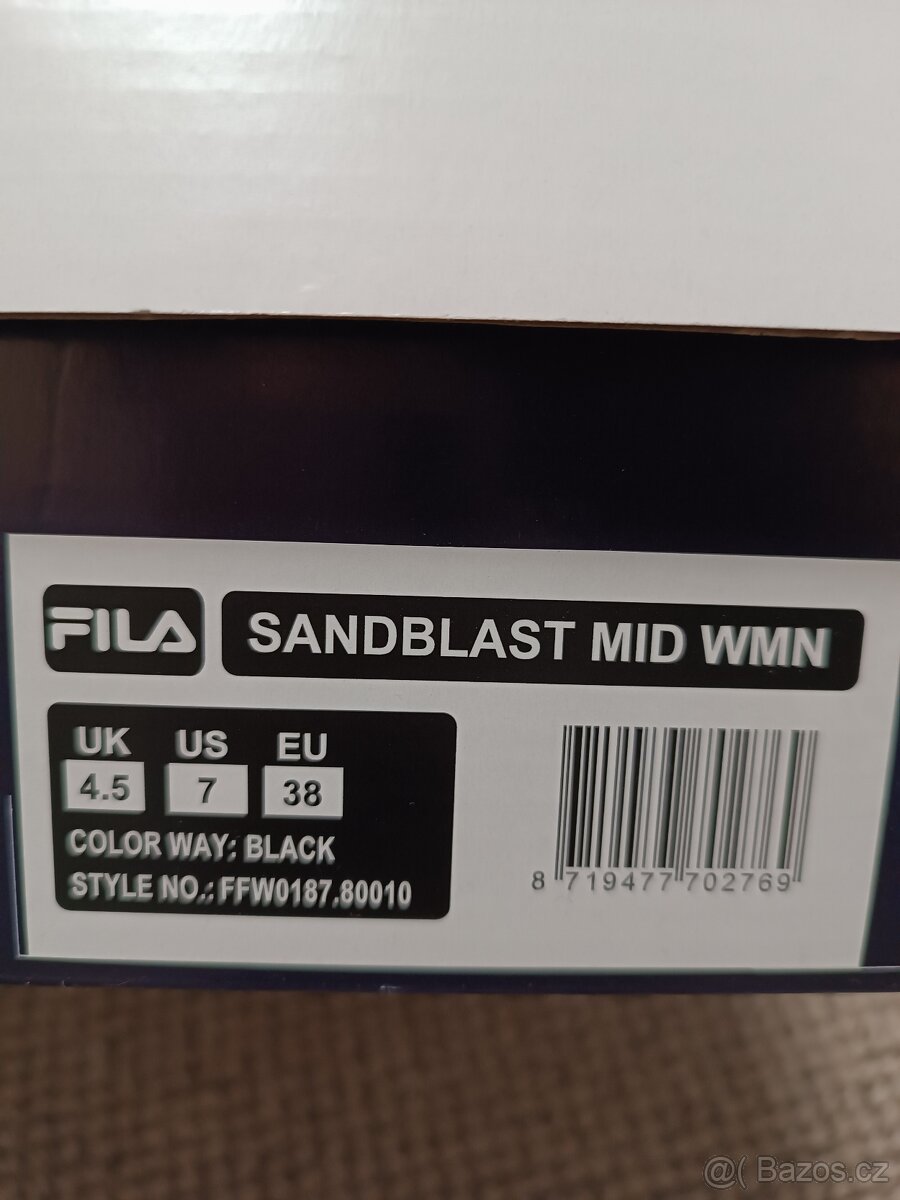 FILA
SANDBLAST MID WMN
UK US EU
4.5 7 38
COLOR WAY: BLACK
STYLE NO.: FFW0187.80010
8 719477 702769
@( Bazos.cz